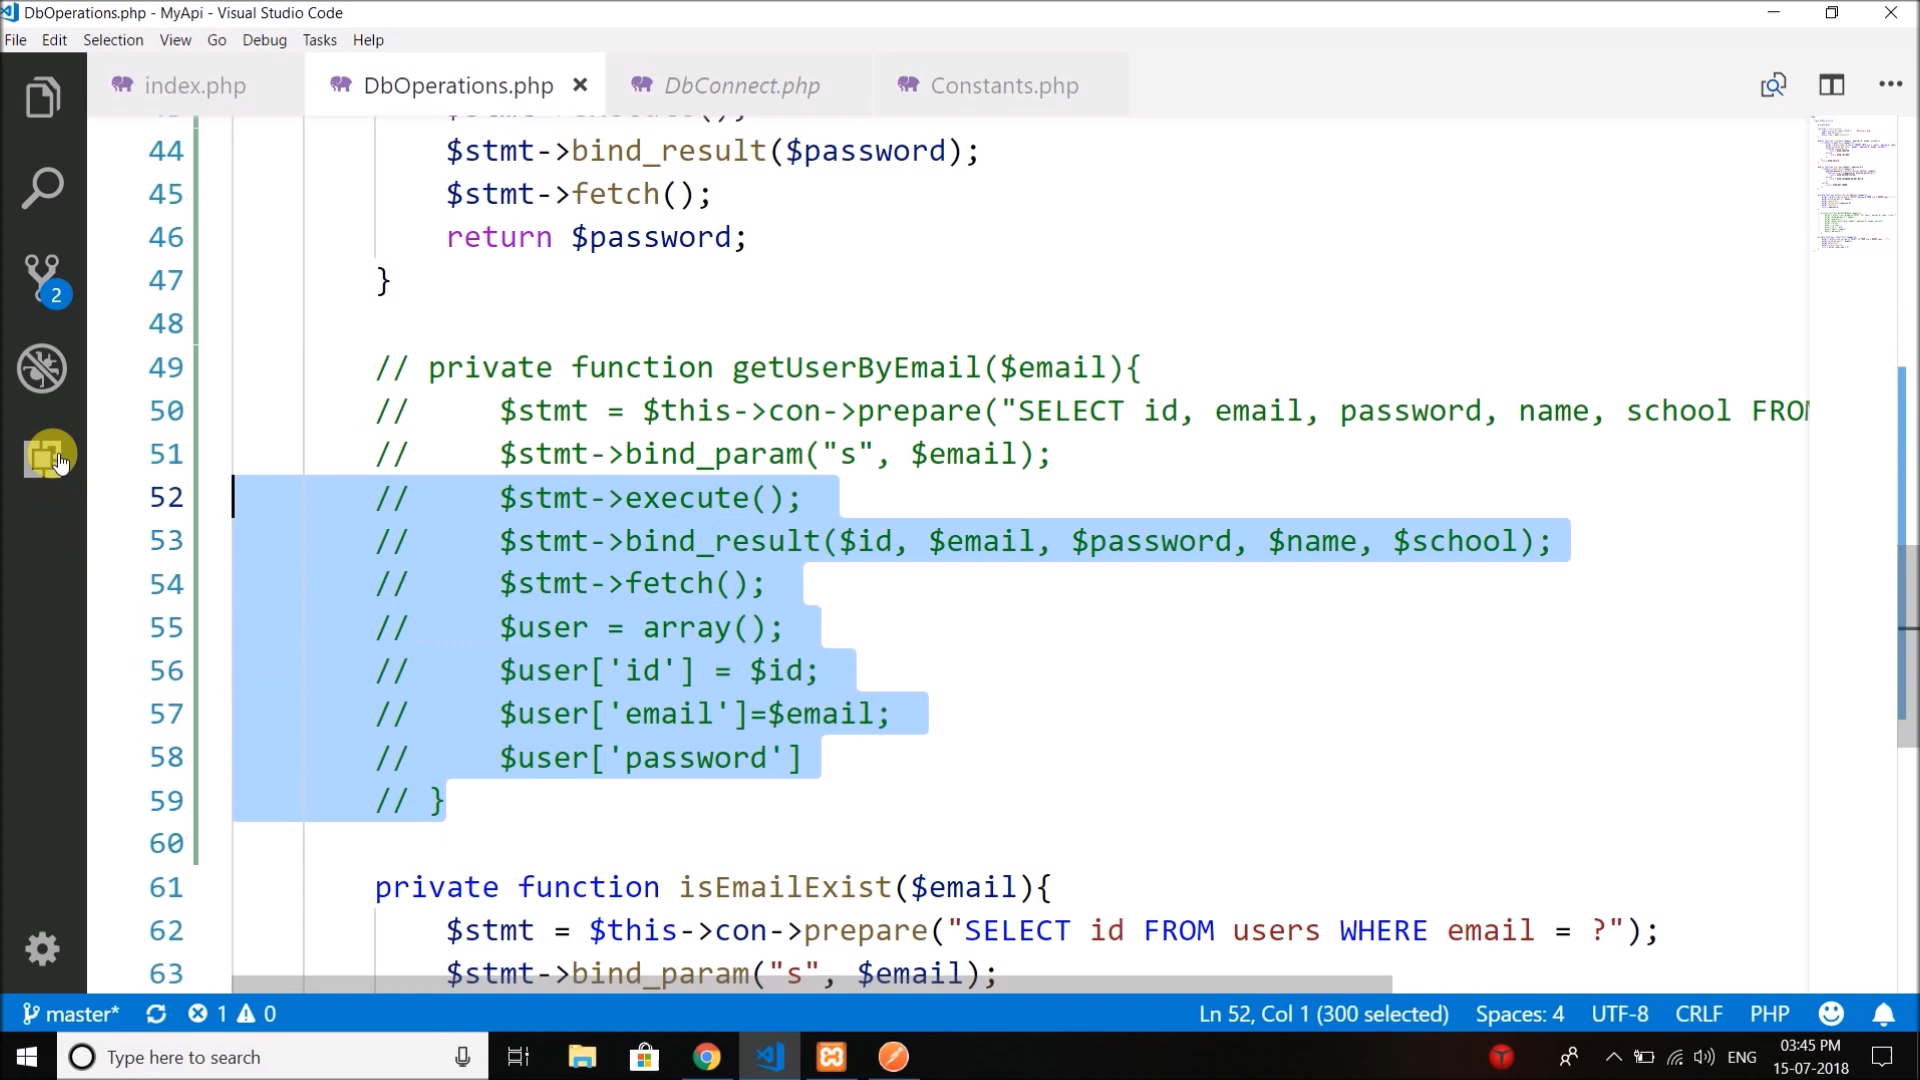 DbOperations.php - MyApi - Visual Studio Code
File Edit Selection View Go Debug Tasks Help
index.php DbOperations.php DbConnect.php Constants.php
44 $stmt->bind_result($password);
45 $stmt->fetch();
46 return $password;
47 }
48
49 // private function getUserByEmail($email){
50 // $stmt = $this->con->prepare("SELECT id, email, password, name, school FROM
51 // $stmt->bind_param("s", $email);
52 // $stmt->execute();
53 // $stmt->bind_result($id, $email, $password, $name, $school);
54 // $stmt->fetch();
55 // $user = array();
56 // $user['id'] = $id;
57 // $user['email']=$email;
58 // $user['password']
59 // }
60
61 private function isEmailExist($email){
62 $stmt = $this->con->prepare("SELECT id FROM users WHERE email = ?");
63 $stmt->bind_param("s", $email);
2
master* 1 0 Ln 52, Col 1 (300 selected) Spaces: 4 UTF-8 CRLF PHP
Type here to search ENG 03:45 PM
15-07-2018